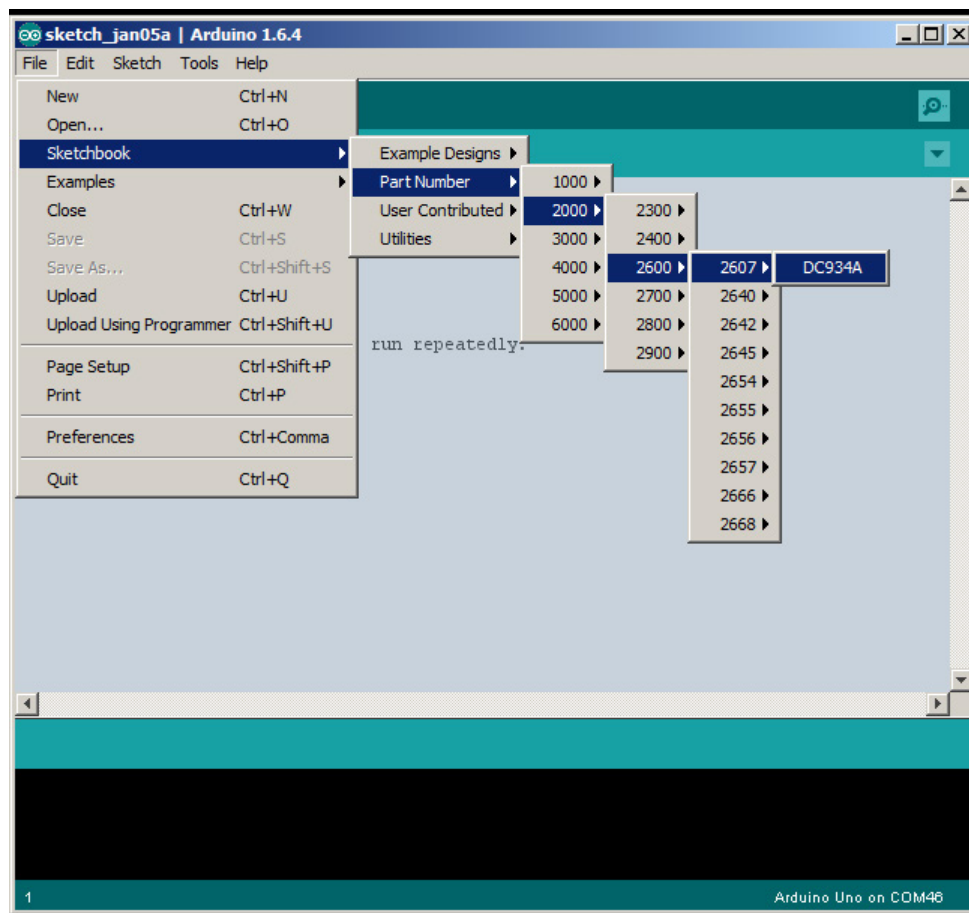 sketch_jan05a | Arduino 1.6.4
File Edit Sketch Tools Help
New Ctrl+N
Open... Ctrl+O
Sketchbook
Examples
Close Ctrl+W
Save Ctrl+S
Save As... Ctrl+Shift+S
Upload Ctrl+U
Upload Using Programmer Ctrl+Shift+U
Page Setup Ctrl+Shift+P
Print Ctrl+P
Preferences Ctrl+Comma
Quit Ctrl+Q
Example Designs
Part Number
User Contributed
Utilities
1000
2000
3000
4000
5000
6000
2300
2400
2600
2700
2800
2900
2607
2640
2642
2645
2654
2655
2656
2657
2666
2668
DC934A
run repeatedly:
1 Arduino Uno on COM46